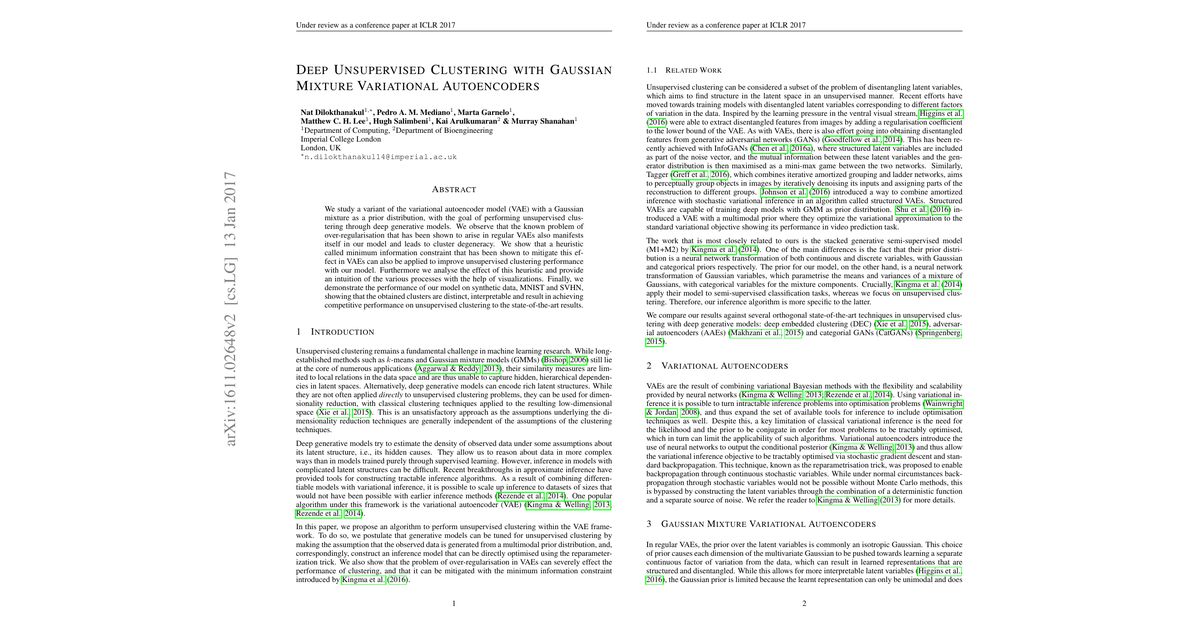 arXiv:1611.02648v2 [cs.LG] 13 Jan 2017
Under review as a conference paper at ICLR 2017
DEEP UNSUPERVISED CLUSTERING WITH GAUSSIAN
MIXTURE VARIATIONAL AUTOENCODERS
Nat Dilokthanakul1,*, Pedro A. M. Mediano1, Marta Garnelo1,
Matthew C. H. Lee1, Hugh Salimbeni1, Kai Arulkumaran2 & Murray Shanahan1
1Department of Computing, 2Department of Bioengineering
Imperial College London
London, UK
*n.dilokthanakul14@imperial.ac.uk
ABSTRACT
We study a variant of the variational autoencoder model (VAE) with a Gaussian
mixture as a prior distribution, with the goal of performing unsupervised clus-
tering through deep generative models. We observe that the known problem of
over-regularisation that has been shown to arise in regular VAEs also manifests
itself in our model and leads to cluster degeneracy. We show that a heuristic
called minimum information constraint that has been shown to mitigate this ef-
fect in VAEs can also be applied to improve unsupervised clustering performance
with our model. Furthermore we analyse the effect of this heuristic and provide
an intuition of the various processes with the help of visualizations. Finally, we
demonstrate the performance of our model on synthetic data, MNIST and SVHN,
showing that the obtained clusters are distinct, interpretable and result in achieving
competitive performance on unsupervised clustering to the state-of-the-art results.
1 INTRODUCTION
Unsupervised clustering remains a fundamental challenge in machine learning research. While long-
established methods such as k-means and Gaussian mixture models (GMMs) (Bishop, 2006) still lie
at the core of numerous applications (Aggarwal & Reddy, 2013), their similarity measures are lim-
ited to local relations in the data space and are thus unable to capture hidden, hierarchical dependen-
cies in latent spaces. Alternatively, deep generative models can encode rich latent structures. While
they are not often applied directly to unsupervised clustering problems, they can be used for dimen-
sionality reduction, with classical clustering techniques applied to the resulting low-dimensional
space (Xie et al., 2015). This is an unsatisfactory approach as the assumptions underlying the di-
mensionality reduction techniques are generally independent of the assumptions of the clustering
techniques.
Deep generative models try to estimate the density of observed data under some assumptions about
its latent structure, i.e., its hidden causes. They allow us to reason about data in more complex
ways than in models trained purely through supervised learning. However, inference in models with
complicated latent structures can be difficult. Recent breakthroughs in approximate inference have
provided tools for constructing tractable inference algorithms. As a result of combining differen-
tiable models with variational inference, it is possible to scale up inference to datasets of sizes that
would not have been possible with earlier inference methods (Rezende et al., 2014). One popular
algorithm under this framework is the variational autoencoder (VAE) (Kingma & Welling, 2013;
Rezende et al., 2014).
In this paper, we propose an algorithm to perform unsupervised clustering within the VAE frame-
work. To do so, we postulate that generative models can be tuned for unsupervised clustering by
making the assumption that the observed data is generated from a multimodal prior distribution, and,
correspondingly, construct an inference model that can be directly optimised using the reparameter-
ization trick. We also show that the problem of over-regularisation in VAEs can severely effect the
performance of clustering, and that it can be mitigated with the minimum information constraint
introduced by Kingma et al. (2016).
1
Under review as a conference paper at ICLR 2017
1.1 RELATED WORK
Unsupervised clustering can be considered a subset of the problem of disentangling latent variables,
which aims to find structure in the latent space in an unsupervised manner. Recent efforts have
moved towards training models with disentangled latent variables corresponding to different factors
of variation in the data. Inspired by the learning pressure in the ventral visual stream, Higgins et al.
(2016) were able to extract disentangled features from images by adding a regularisation coefficient
to the lower bound of the VAE. As with VAEs, there is also effort going into obtaining disentangled
features from generative adversarial networks (GANs) (Goodfellow et al., 2014). This has been re-
cently achieved with InfoGANs (Chen et al., 2016a), where structured latent variables are included
as part of the noise vector, and the mutual information between these latent variables and the gen-
erator distribution is then maximised as a mini-max game between the two networks. Similarly,
Tagger (Greff et al., 2016), which combines iterative amortized grouping and ladder networks, aims
to perceptually group objects in images by iteratively denoising its inputs and assigning parts of the
reconstruction to different groups. Johnson et al. (2016) introduced a way to combine amortized
inference with stochastic variational inference in an algorithm called structured VAEs. Structured
VAEs are capable of training deep models with GMM as prior distribution. Shu et al. (2016) in-
troduced a VAE with a multimodal prior where they optimize the variational approximation to the
standard variational objective showing its performance in video prediction task.
The work that is most closely related to ours is the stacked generative semi-supervised model
(M1+M2) by Kingma et al. (2014). One of the main differences is the fact that their prior distri-
bution is a neural network transformation of both continuous and discrete variables, with Gaussian
and categorical priors respectively. The prior for our model, on the other hand, is a neural network
transformation of Gaussian variables, which parametrise the means and variances of a mixture of
Gaussians, with categorical variables for the mixture components. Crucially, Kingma et al. (2014)
apply their model to semi-supervised classification tasks, whereas we focus on unsupervised clus-
tering. Therefore, our inference algorithm is more specific to the latter.
We compare our results against several orthogonal state-of-the-art techniques in unsupervised clus-
tering with deep generative models: deep embedded clustering (DEC) (Xie et al., 2015), adversar-
ial autoencoders (AAEs) (Makhzani et al., 2015) and categorial GANs (CatGANs) (Springenberg,
2015).
2 VARIATIONAL AUTOENCODERS
VAEs are the result of combining variational Bayesian methods with the flexibility and scalability
provided by neural networks (Kingma & Welling, 2013; Rezende et al., 2014). Using variational in-
ference it is possible to turn intractable inference problems into optimisation problems (Wainwright
& Jordan, 2008), and thus expand the set of available tools for inference to include optimisation
techniques as well. Despite this, a key limitation of classical variational inference is the need for
the likelihood and the prior to be conjugate in order for most problems to be tractably optimised,
which in turn can limit the applicability of such algorithms. Variational autoencoders introduce the
use of neural networks to output the conditional posterior (Kingma & Welling, 2013) and thus allow
the variational inference objective to be tractably optimised via stochastic gradient descent and stan-
dard backpropagation. This technique, known as the reparametrisation trick, was proposed to enable
backpropagation through continuous stochastic variables. While under normal circumstances back-
propagation through stochastic variables would not be possible without Monte Carlo methods, this
is bypassed by constructing the latent variables through the combination of a deterministic function
and a separate source of noise. We refer the reader to Kingma & Welling (2013) for more details.
3 GAUSSIAN MIXTURE VARIATIONAL AUTOENCODERS
In regular VAEs, the prior over the latent variables is commonly an isotropic Gaussian. This choice
of prior causes each dimension of the multivariate Gaussian to be pushed towards learning a separate
continuous factor of variation from the data, which can result in learned representations that are
structured and disentangled. While this allows for more interpretable latent variables (Higgins et al.,
2016), the Gaussian prior is limited because the learnt representation can only be unimodal and does
2